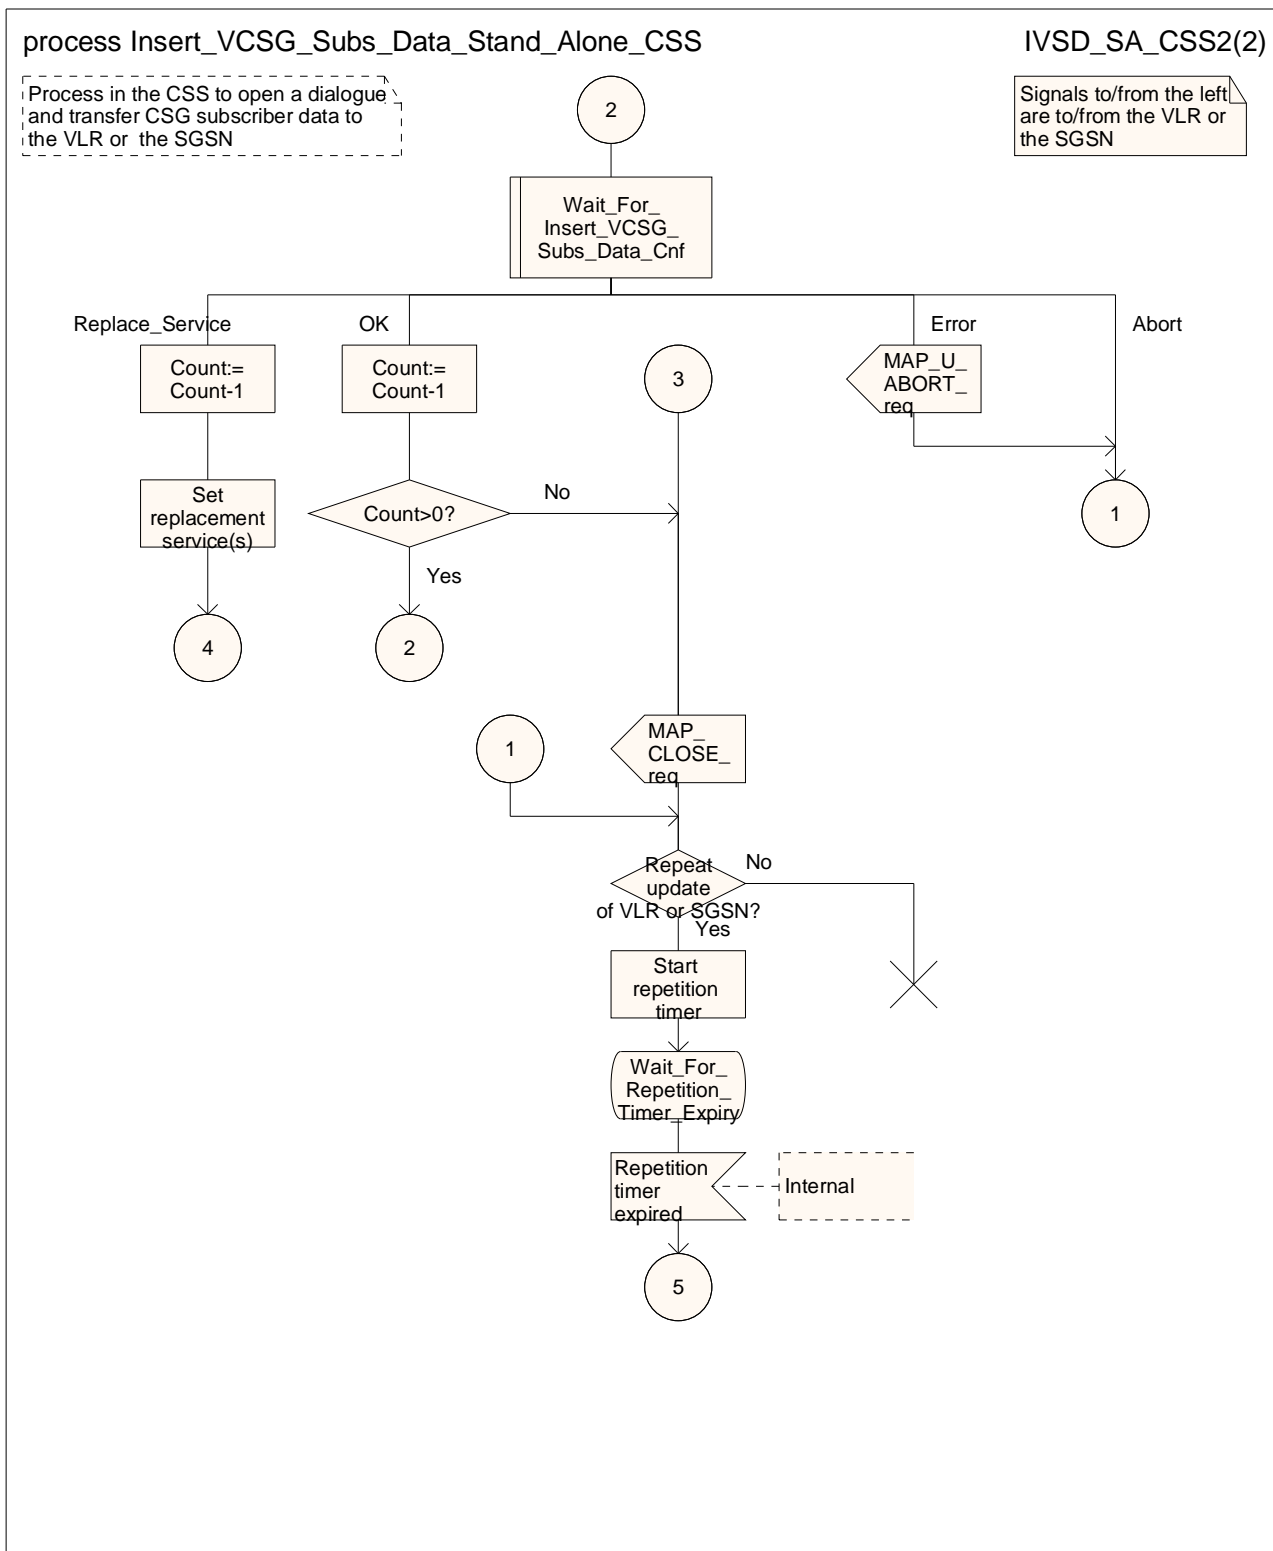 process Insert_VCSG_Subs_Data_Stand_Alone_CSS
IVSD_SA_CSS2(2)
Process in the CSS to open a dialogue
and transfer CSG subscriber data to
the VLR or the SGSN
2
Signals to/from the left
are to/from the VLR or
the SGSN
Wait_For_
Insert_VCSG_
Subs_Data_Cnf
Replace_Service
OK
Error
Abort
Count:=
Count-1
Count:=
Count-1
3
MAP_U_
ABORT_
req
Set
replacement
service(s)
Count>0?
No
1
Yes
4
2
1
MAP_
CLOSE_
req
Repeat
update
of VLR or SGSN?
No
Yes
Start
repetition
timer
Wait_For_
Repetition_
Timer_Expiry
Repetition
timer
expired
Internal
5